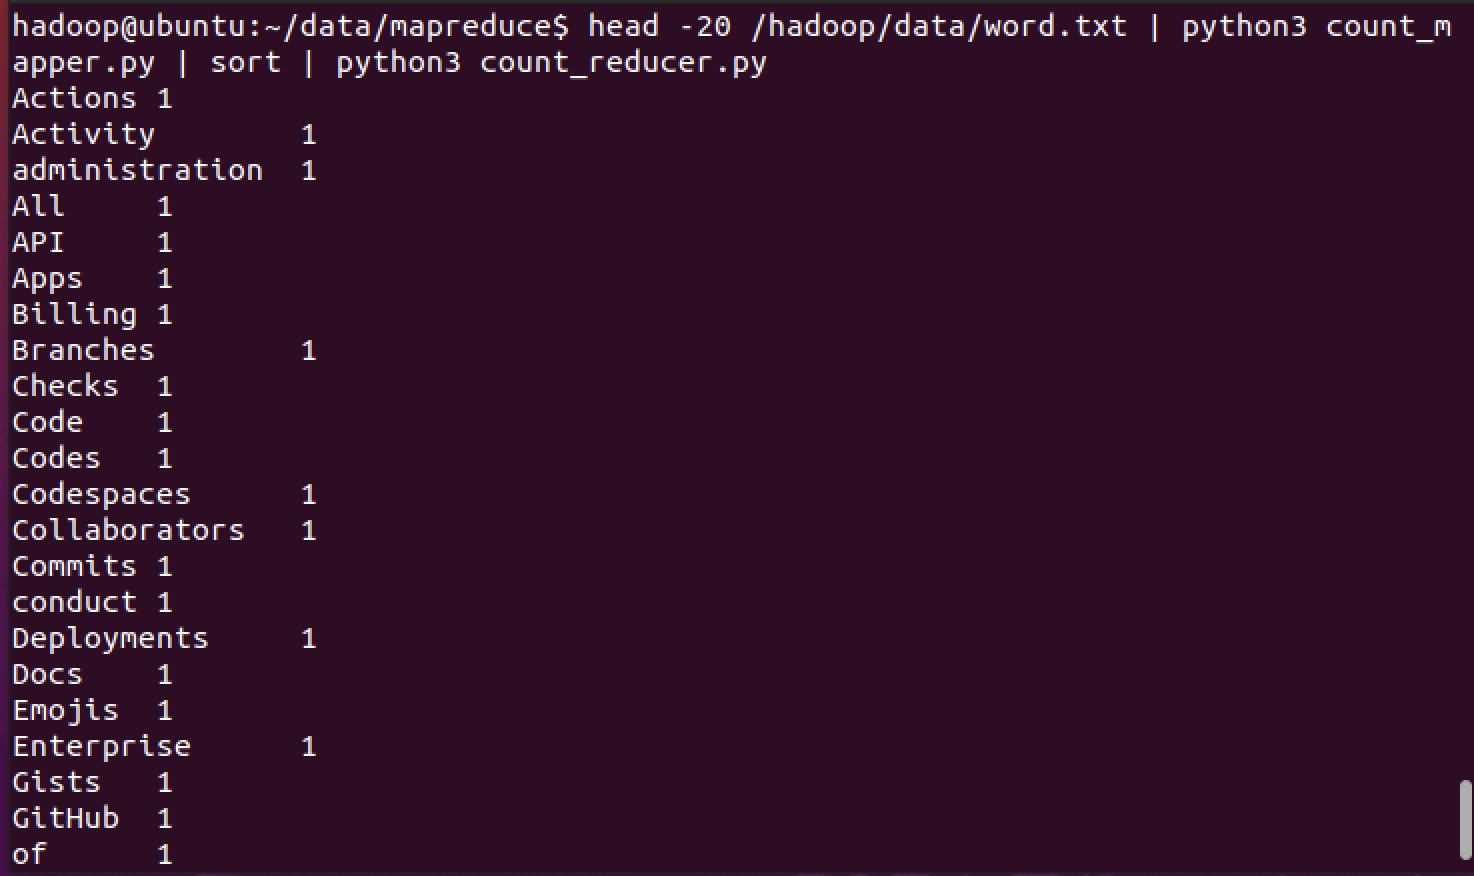 hadoop@ubuntu:~/data/mapreduce$ head -20 /hadoop/data/word.txt | python3 count_m
apper.py | sort | python3 count_reducer.py
Actions 1
Activity        1
administration  1
All     1
API     1
Apps    1
Billing 1
Branches        1
Checks  1
Code    1
Codes   1
Codespaces      1
Collaborators   1
Commits 1
conduct 1
Deployments     1
Docs    1
Emojis  1
Enterprise      1
Gists   1
GitHub  1
of      1